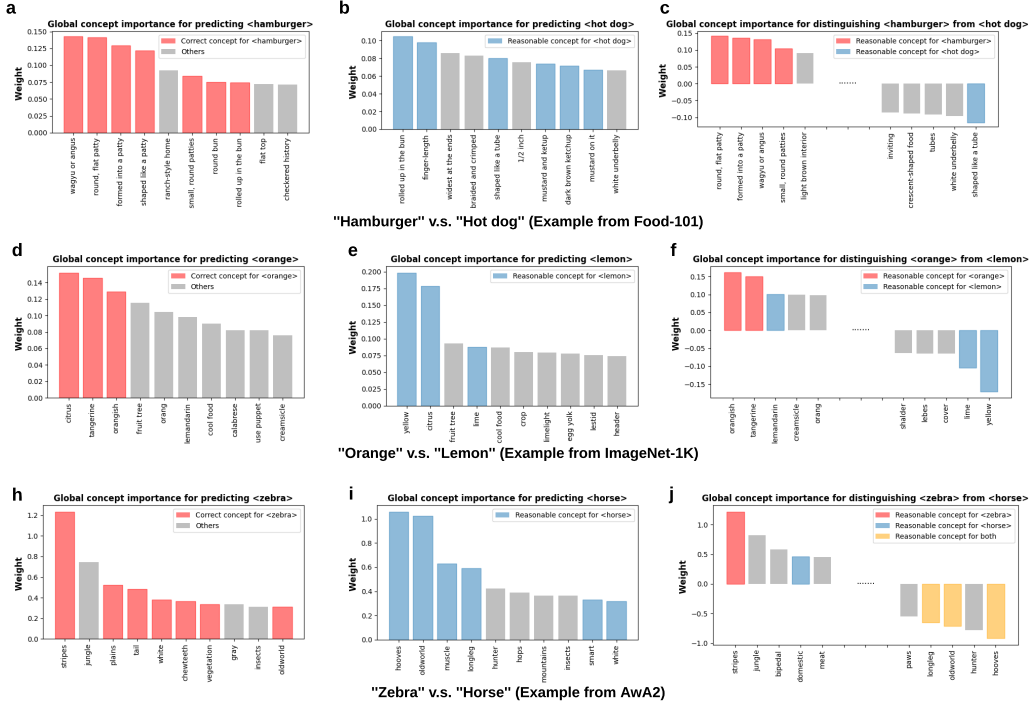 a
Global concept importance for predicting <hamburger>
Weight
0.150
0.125
0.100
0.075
0.050
0.025
0.000
Correct concept for <hamburger>
Others
wagyu or angus
round, flat patty
formed into a patty
shaped like a patty
ranch-style home
small, round patties
round bun
rolled up in the bun
flat top
checkered history
b
Global concept importance for predicting <hot dog>
Weight
0.10
0.08
0.06
0.04
0.02
0.00
Reasonable concept for <hot dog>
rolled up in the bun
finger-length
widest at the ends
braided and crimped
shaped like a tube
1/2 inch
mustard and ketup
dark brown ketchup
mustard on it
white underbelly
c
Global concept importance for distinguishing <hamburger> from <hot dog>
Weight
0.15
0.10
0.05
0.00
−0.05
−0.10
Reasonable concept for <hamburger>
Reasonable concept for <hot dog>
......
round, flat patty
formed into a patty
wagyu or angus
small, round patties
light brown interior
inviting
crescent-shaped food
tubes
white underbelly
shaped like a tube
"Hamburger" v.s. "Hot dog" (Example from Food-101)
d
Global concept importance for predicting <orange>
Weight
0.14
0.12
0.10
0.08
0.06
0.04
0.02
0.00
Correct concept for <orange>
Others
citrus
tangerine
orangish
fruit tree
orang
lemandarin
cool food
calabrese
use puppet
creamsicle
e
Global concept importance for predicting <lemon>
Weight
0.200
0.175
0.150
0.125
0.100
0.075
0.050
0.025
0.000
Reasonable concept for <lemon>
yellow
citrus
fruit tree
lime
cool food
crop
limelight
egg yolk
lestid
header
f
Global concept importance for distinguishing <orange> from <lemon>
Weight
0.15
0.10
0.05
0.00
−0.05
−0.10
−0.15
Reasonable concept for <orange>
Reasonable concept for <lemon>
......
orangish
tangerine
lemandarin
creamsicle
orang
shalder
lebes
cover
lime
yellow
"Orange" v.s. "Lemon" (Example from ImageNet-1K)
h
Global concept importance for predicting <zebra>
Weight
1.2
1.0
0.8
0.6
0.4
0.2
0.0
Correct concept for <zebra>
Others
stripes
jungle
plains
tail
white
chewteeth
vegetation
gray
insects
oldworld
i
Global concept importance for predicting <horse>
Weight
1.0
0.8
0.6
0.4
0.2
0.0
Reasonable concept for <horse>
hooves
oldworld
muscle
longleg
hunter
hops
mountains
insects
smart
white
j
Global concept importance for distinguishing <zebra> from <horse>
Weight
1.0
0.5
0.0
−0.5
−1.0
Reasonable concept for <zebra>
Reasonable concept for <horse>
Reasonable concept for both
......
stripes
jungle
bipedal
domestic
meat
paws
longleg
oldworld
hunter
hooves
"Zebra" v.s. "Horse" (Example from AwA2)